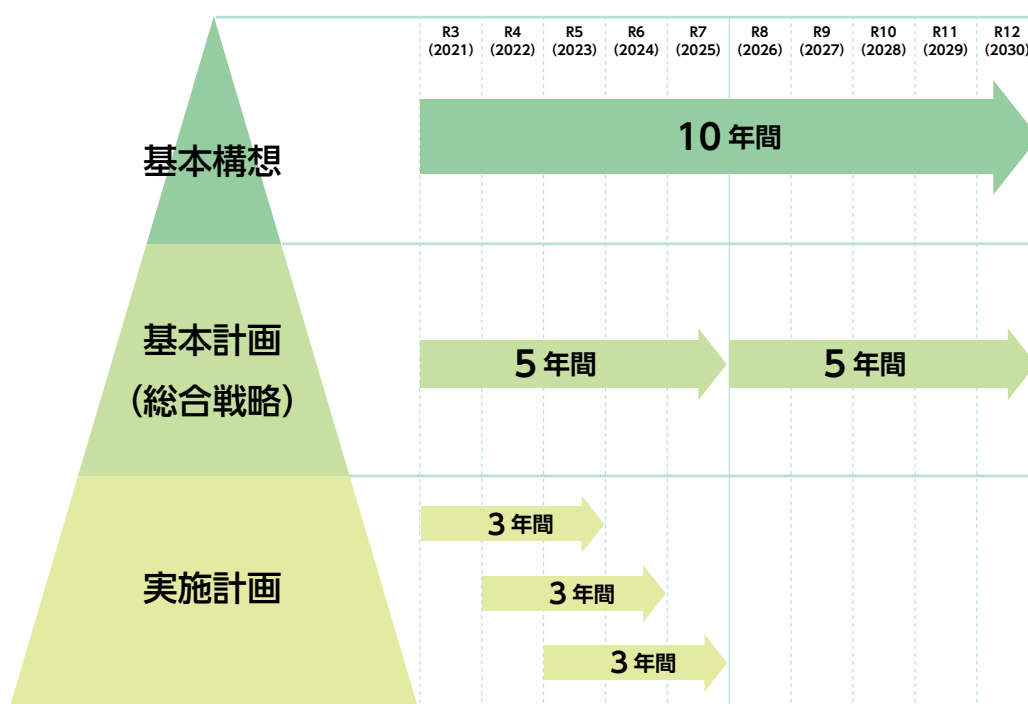 R3 R4 R5 R6 R7 R8 R9 R10 R11 R12
(2021) (2022) (2023) (2024) (2025) (2026) (2027) (2028) (2029) (2030)
基本構想
10年間
基本計画
(総合戦略)
5年間 5年間
実施計画
3年間
3年間
3年間